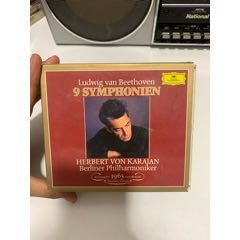 National
Ludwig van Beethoven
9 SYMPHONIEN
HERBERT VON KARAJAN
Berliner Philharmoniker
1963